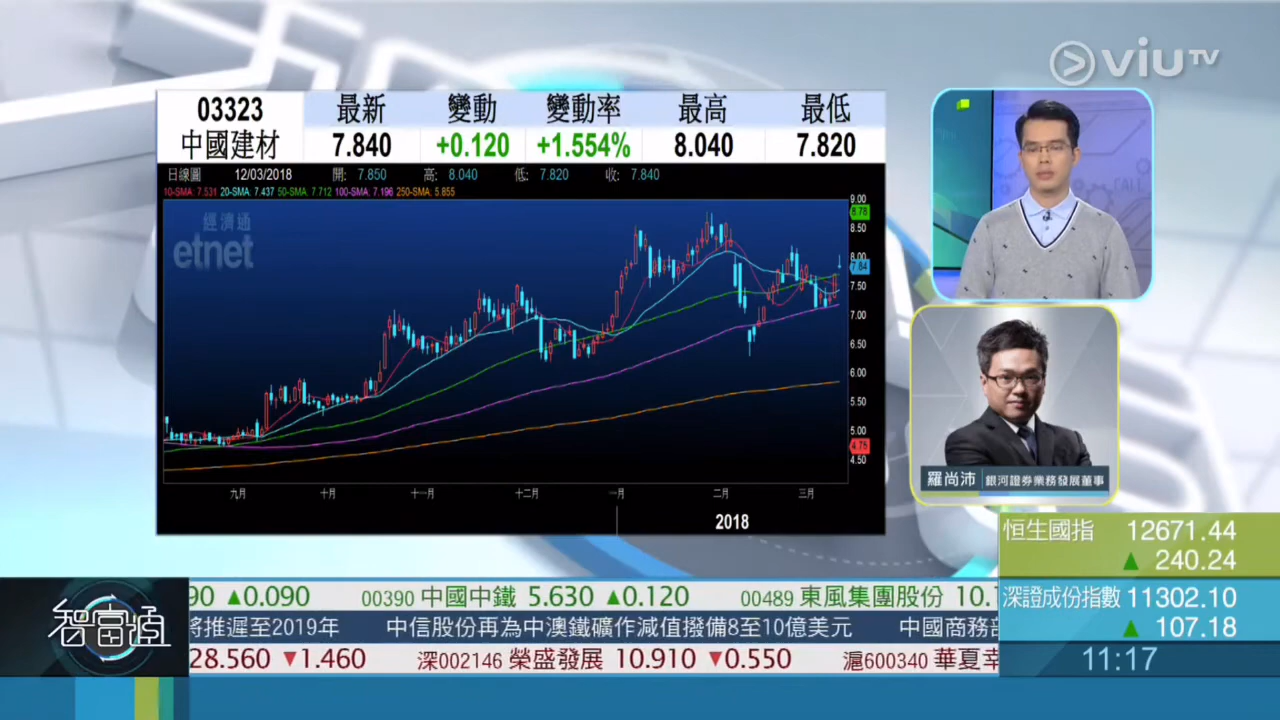 viuTV
03323
中國建材
最新 變動 變動率 最高 最低
7.840 +0.120 +1.554% 8.040 7.820
日線圖 12/03/2018 開: 7.850 高: 8.040 低: 7.820 收: 7.840
10-SMA: 7.531 20-SMA: 7.437 50-SMA: 7.712 100-SMA: 7.196 250-SMA: 5.855
經濟通
etnet
9.00
8.78
8.50
8.00
7.84
7.50
7.00
6.50
6.00
5.50
5.00
4.75
4.50
九月 十月 十一月 十二月 一月 二月 三月
2018
CALL
羅尚沛 銀河證券業務發展董事
恒生國指 12671.44
▲ 240.24
深證成份指數 11302.10
▲ 107.18
11:17
智富通
90 ▲0.090 00390 中國中鐵 5.630 ▲0.120 00489 東風集團股份 10.
將推遲至2019年 中信股份再為中澳鐵礦作減值撥備8至10億美元 中國商務部
28.560 ▼1.460 深002146 榮盛發展 10.910 ▼0.550 滬600340 華夏幸